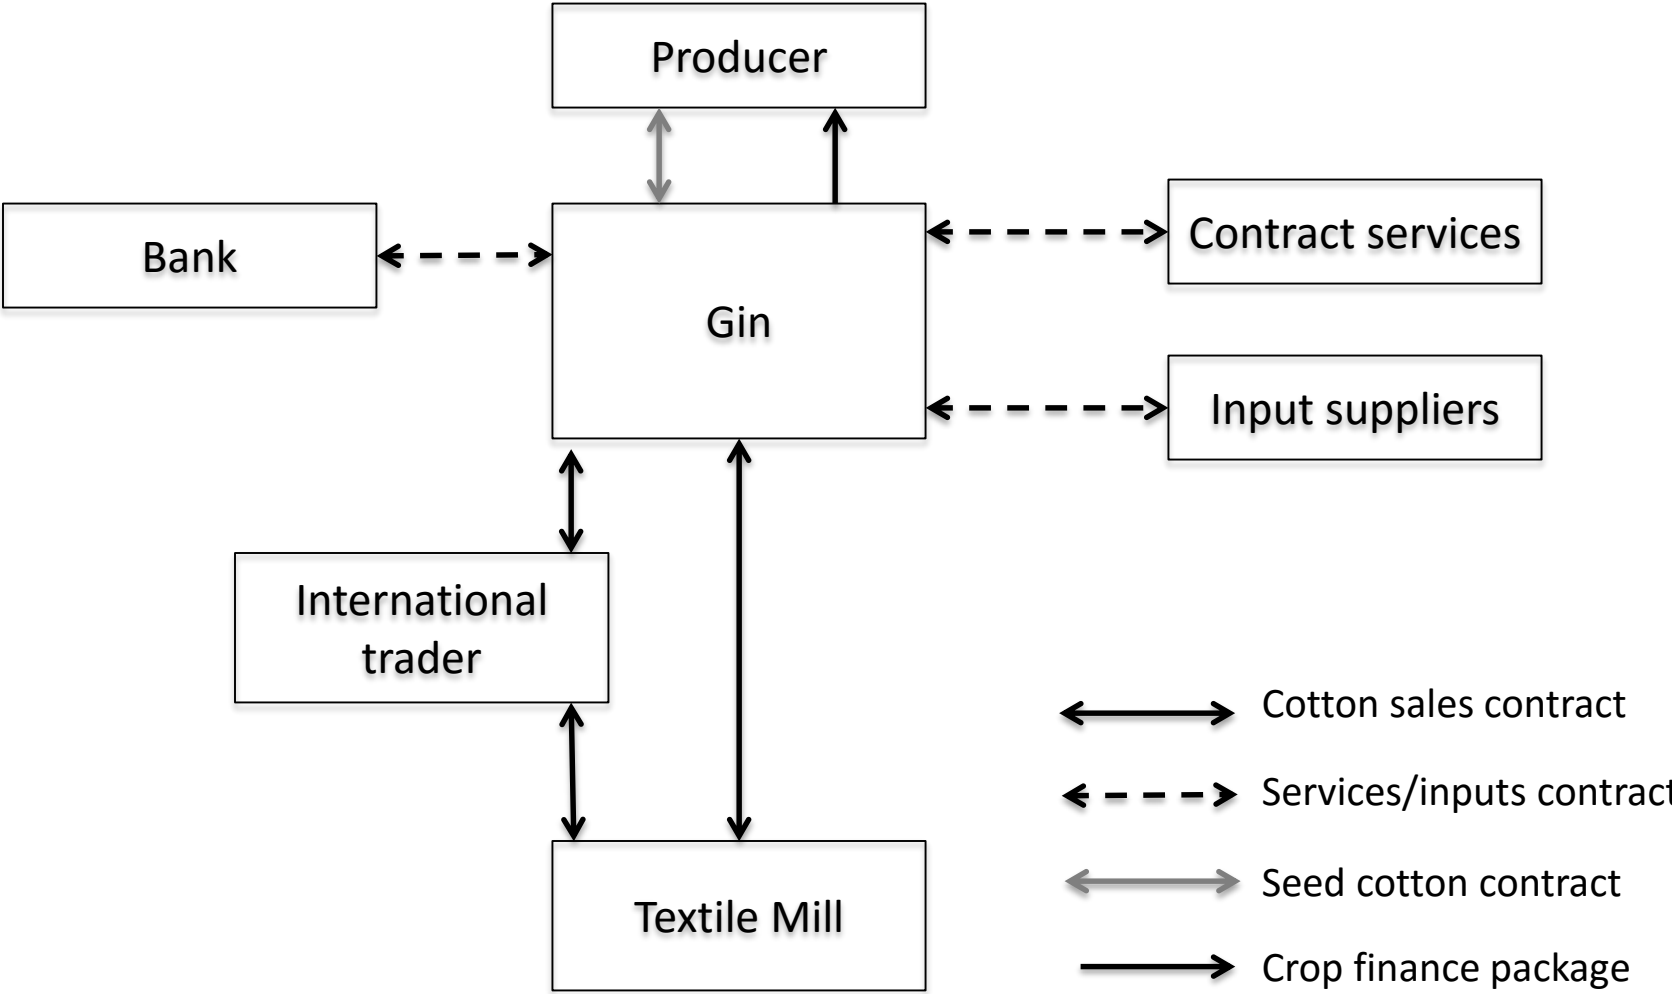 Producer
Bank
Contract services
Gin
Input suppliers
International
trader
Cotton sales contract
Services/inputs contract
Seed cotton contract
Textile Mill
Crop finance package